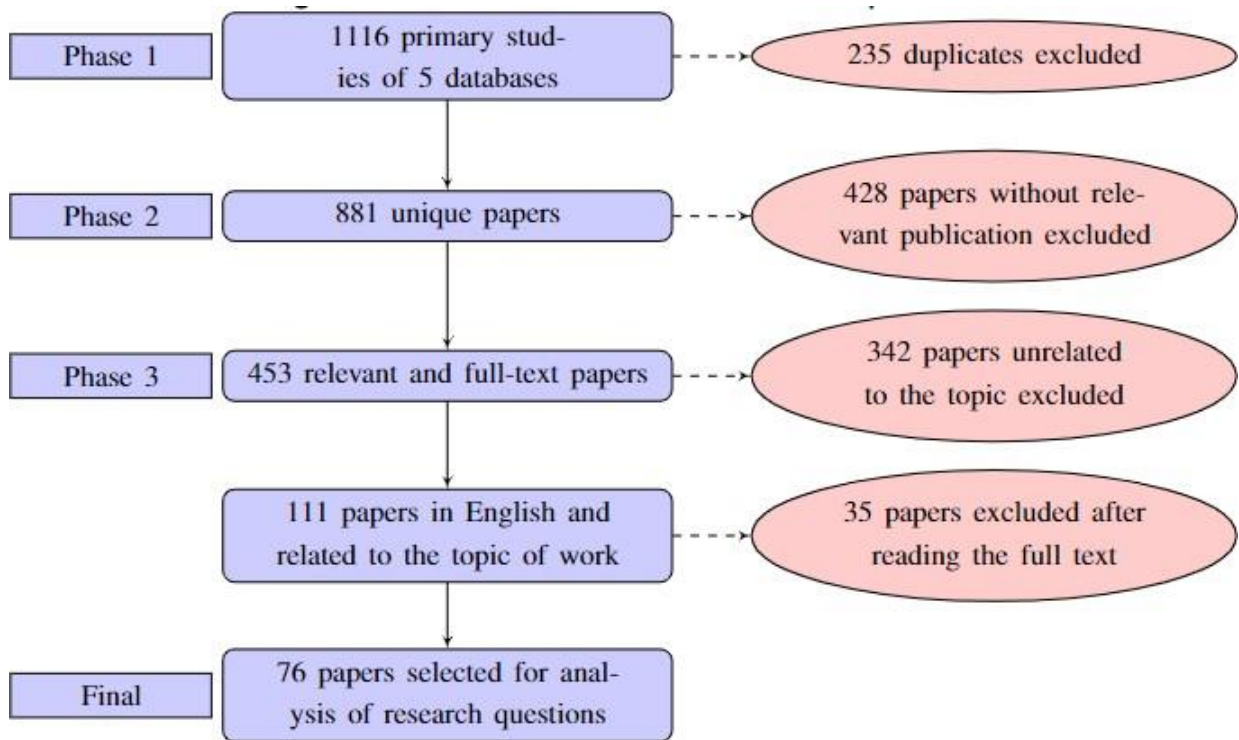 Phase 1
1116 primary stud-
ies of 5 databases
235 duplicates excluded
Phase 2
881 unique papers
428 papers without rele-
vant publication excluded
Phase 3
453 relevant and full-text papers
342 papers unrelated
to the topic excluded
111 papers in English and
related to the topic of work
35 papers excluded after
reading the full text
Final
76 papers selected for anal-
ysis of research questions